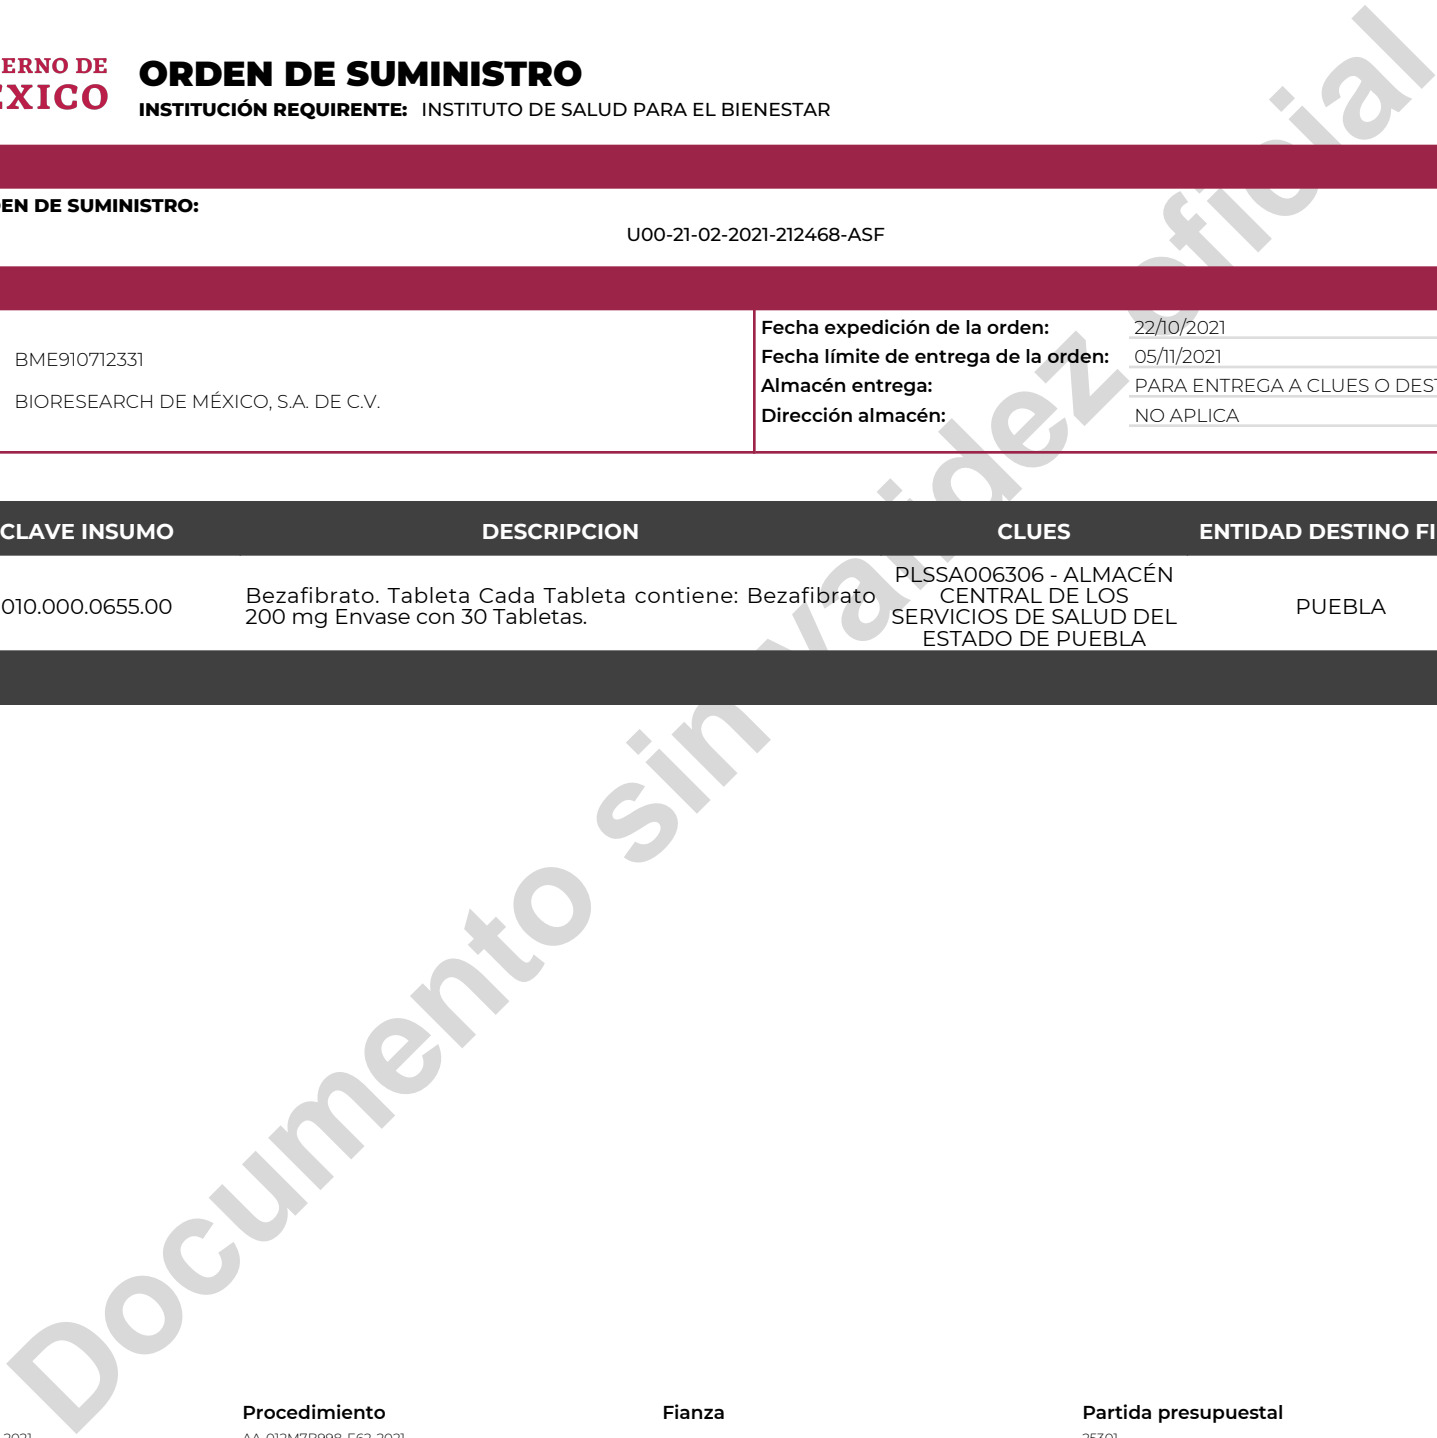 ERNO DE
ÉXICO
ORDEN DE SUMINISTRO
INSTITUCIÓN REQUIRENTE: INSTITUTO DE SALUD PARA EL BIENESTAR
EN DE SUMINISTRO:
U00-21-02-2021-212468-ASF
BME910712331
BIORESEARCH DE MÉXICO, S.A. DE C.V.
Fecha expedición de la orden: 22/10/2021
Fecha límite de entrega de la orden: 05/11/2021
Almacén entrega: PARA ENTREGA A CLUES O DEST
Dirección almacén: NO APLICA
CLAVE INSUMO DESCRIPCION CLUES ENTIDAD DESTINO FI
010.000.0655.00
Bezafibrato. Tableta Cada Tableta contiene: Bezafibrato
200 mg Envase con 30 Tabletas.
PLSSA006306 - ALMACÉN
CENTRAL DE LOS
SERVICIOS DE SALUD DEL
ESTADO DE PUEBLA
PUEBLA
Documento sin validez oficial
Procedimiento Fianza Partida presupuestal